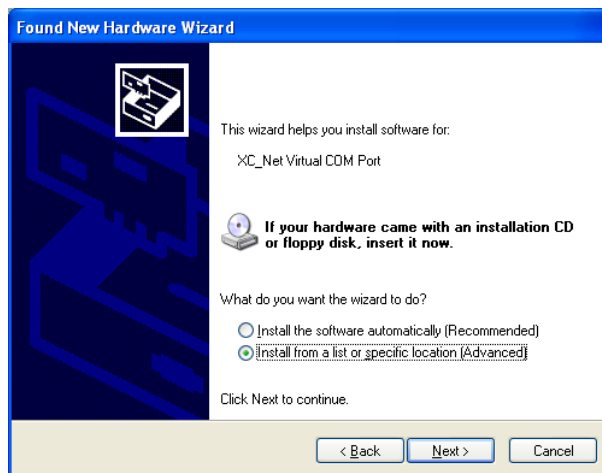 Found New Hardware Wizard
This wizard helps you install software for:
XC_Net Virtual COM Port
If your hardware came with an installation CD
or floppy disk, insert it now.
What do you want the wizard to do?
Install the software automatically (Recommended)
Install from a list or specific location (Advanced)
Click Next to continue.
< Back
Next >
Cancel